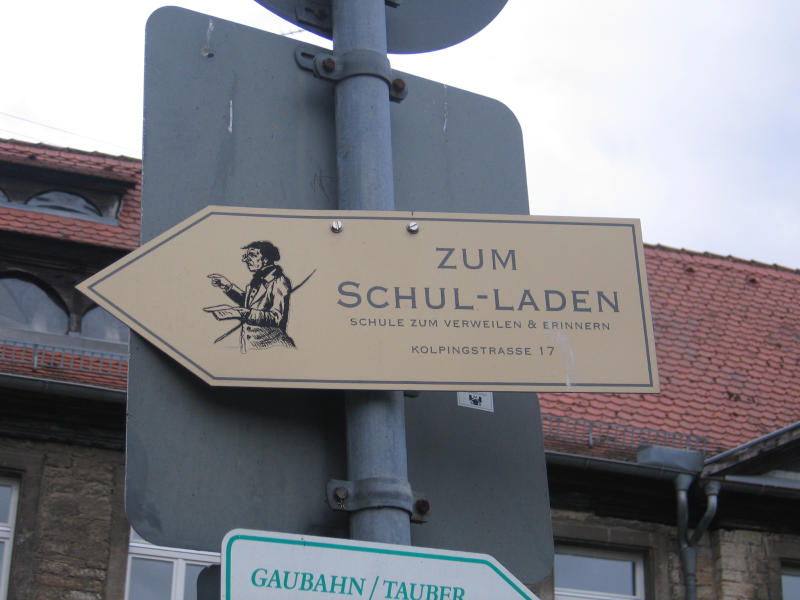 ZUM
SCHUL-LADEN
SCHULE ZUM VERWEILEN & ERINNERN
KOLPINGSTRASSE 17
GAUBAHN/TAUBER